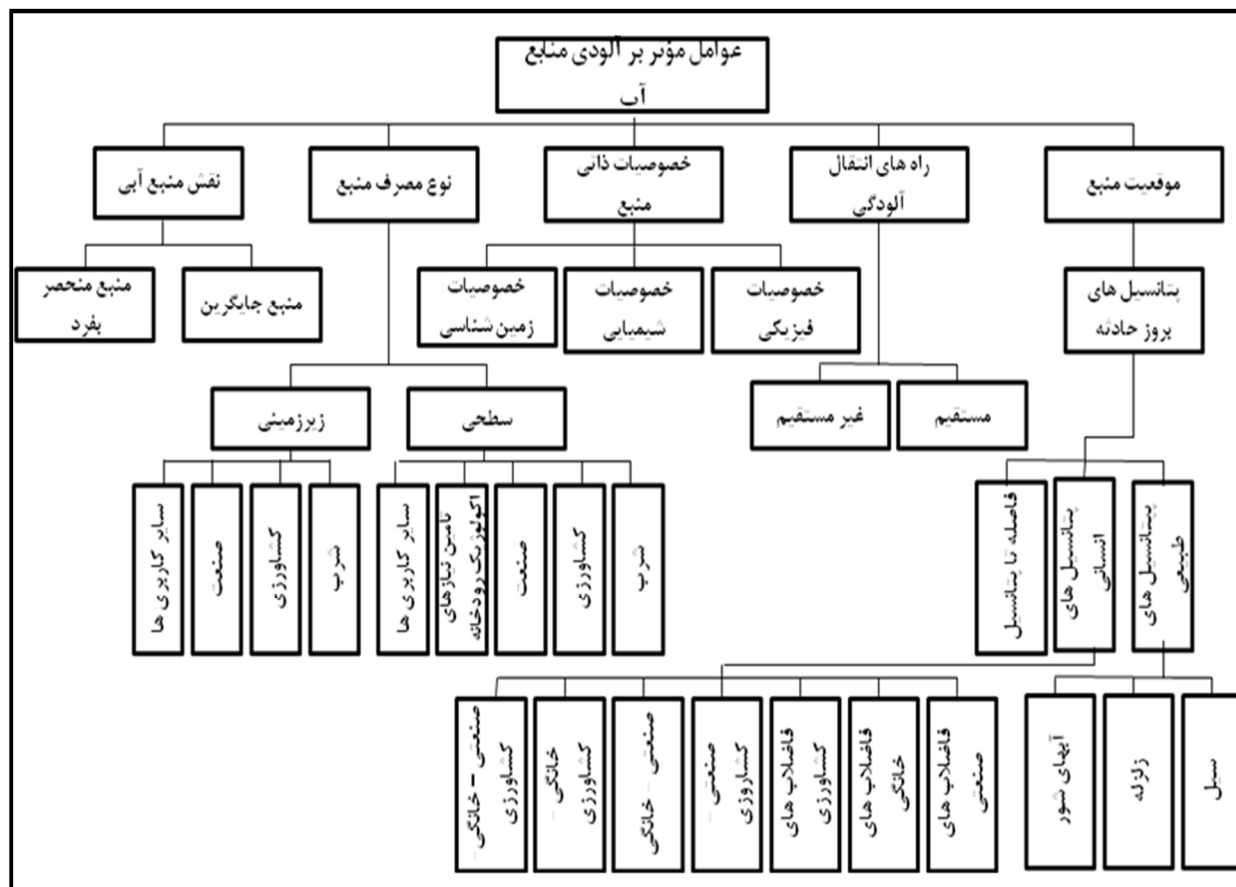 عوامل مؤثر بر آلودی منابع
آب
موقعیت منبع
راه های انتقال
آلودگی
خصوصیات ذاتی
منبع
نوع مصرف منبع
نقش منبع آبی
پتانسیل های
بروز حادثه
خصوصیات
فیزیکی
خصوصیات
شیمیایی
خصوصیات
زمین شناسی
منبع جایگرین
منبع منحصر
بفرد
مستقیم
غیر مستقیم
سطحی
زیرزمینی
پیتانسیل های
طبیعی
پتانسیل های
انسانی
فاصله تا پتانسیل
شرب
کشاورزی
صنعت
تامین نیازهای
اکولوژیک رودخانه
سایر کاربری ها
شرب
کشاورزی
صنعت
سایر کاربری ها
سیل
زلزله
آبهای شور
فاضلاب های
صنعتی
فاضلاب های
خانگی
فاضلاب های
کشاورزی
صنعتی –
کشاروزی
صنعتی – خانگی
خانگی –
کشاورزی
صنعتی – خانگی –
کشاورزی